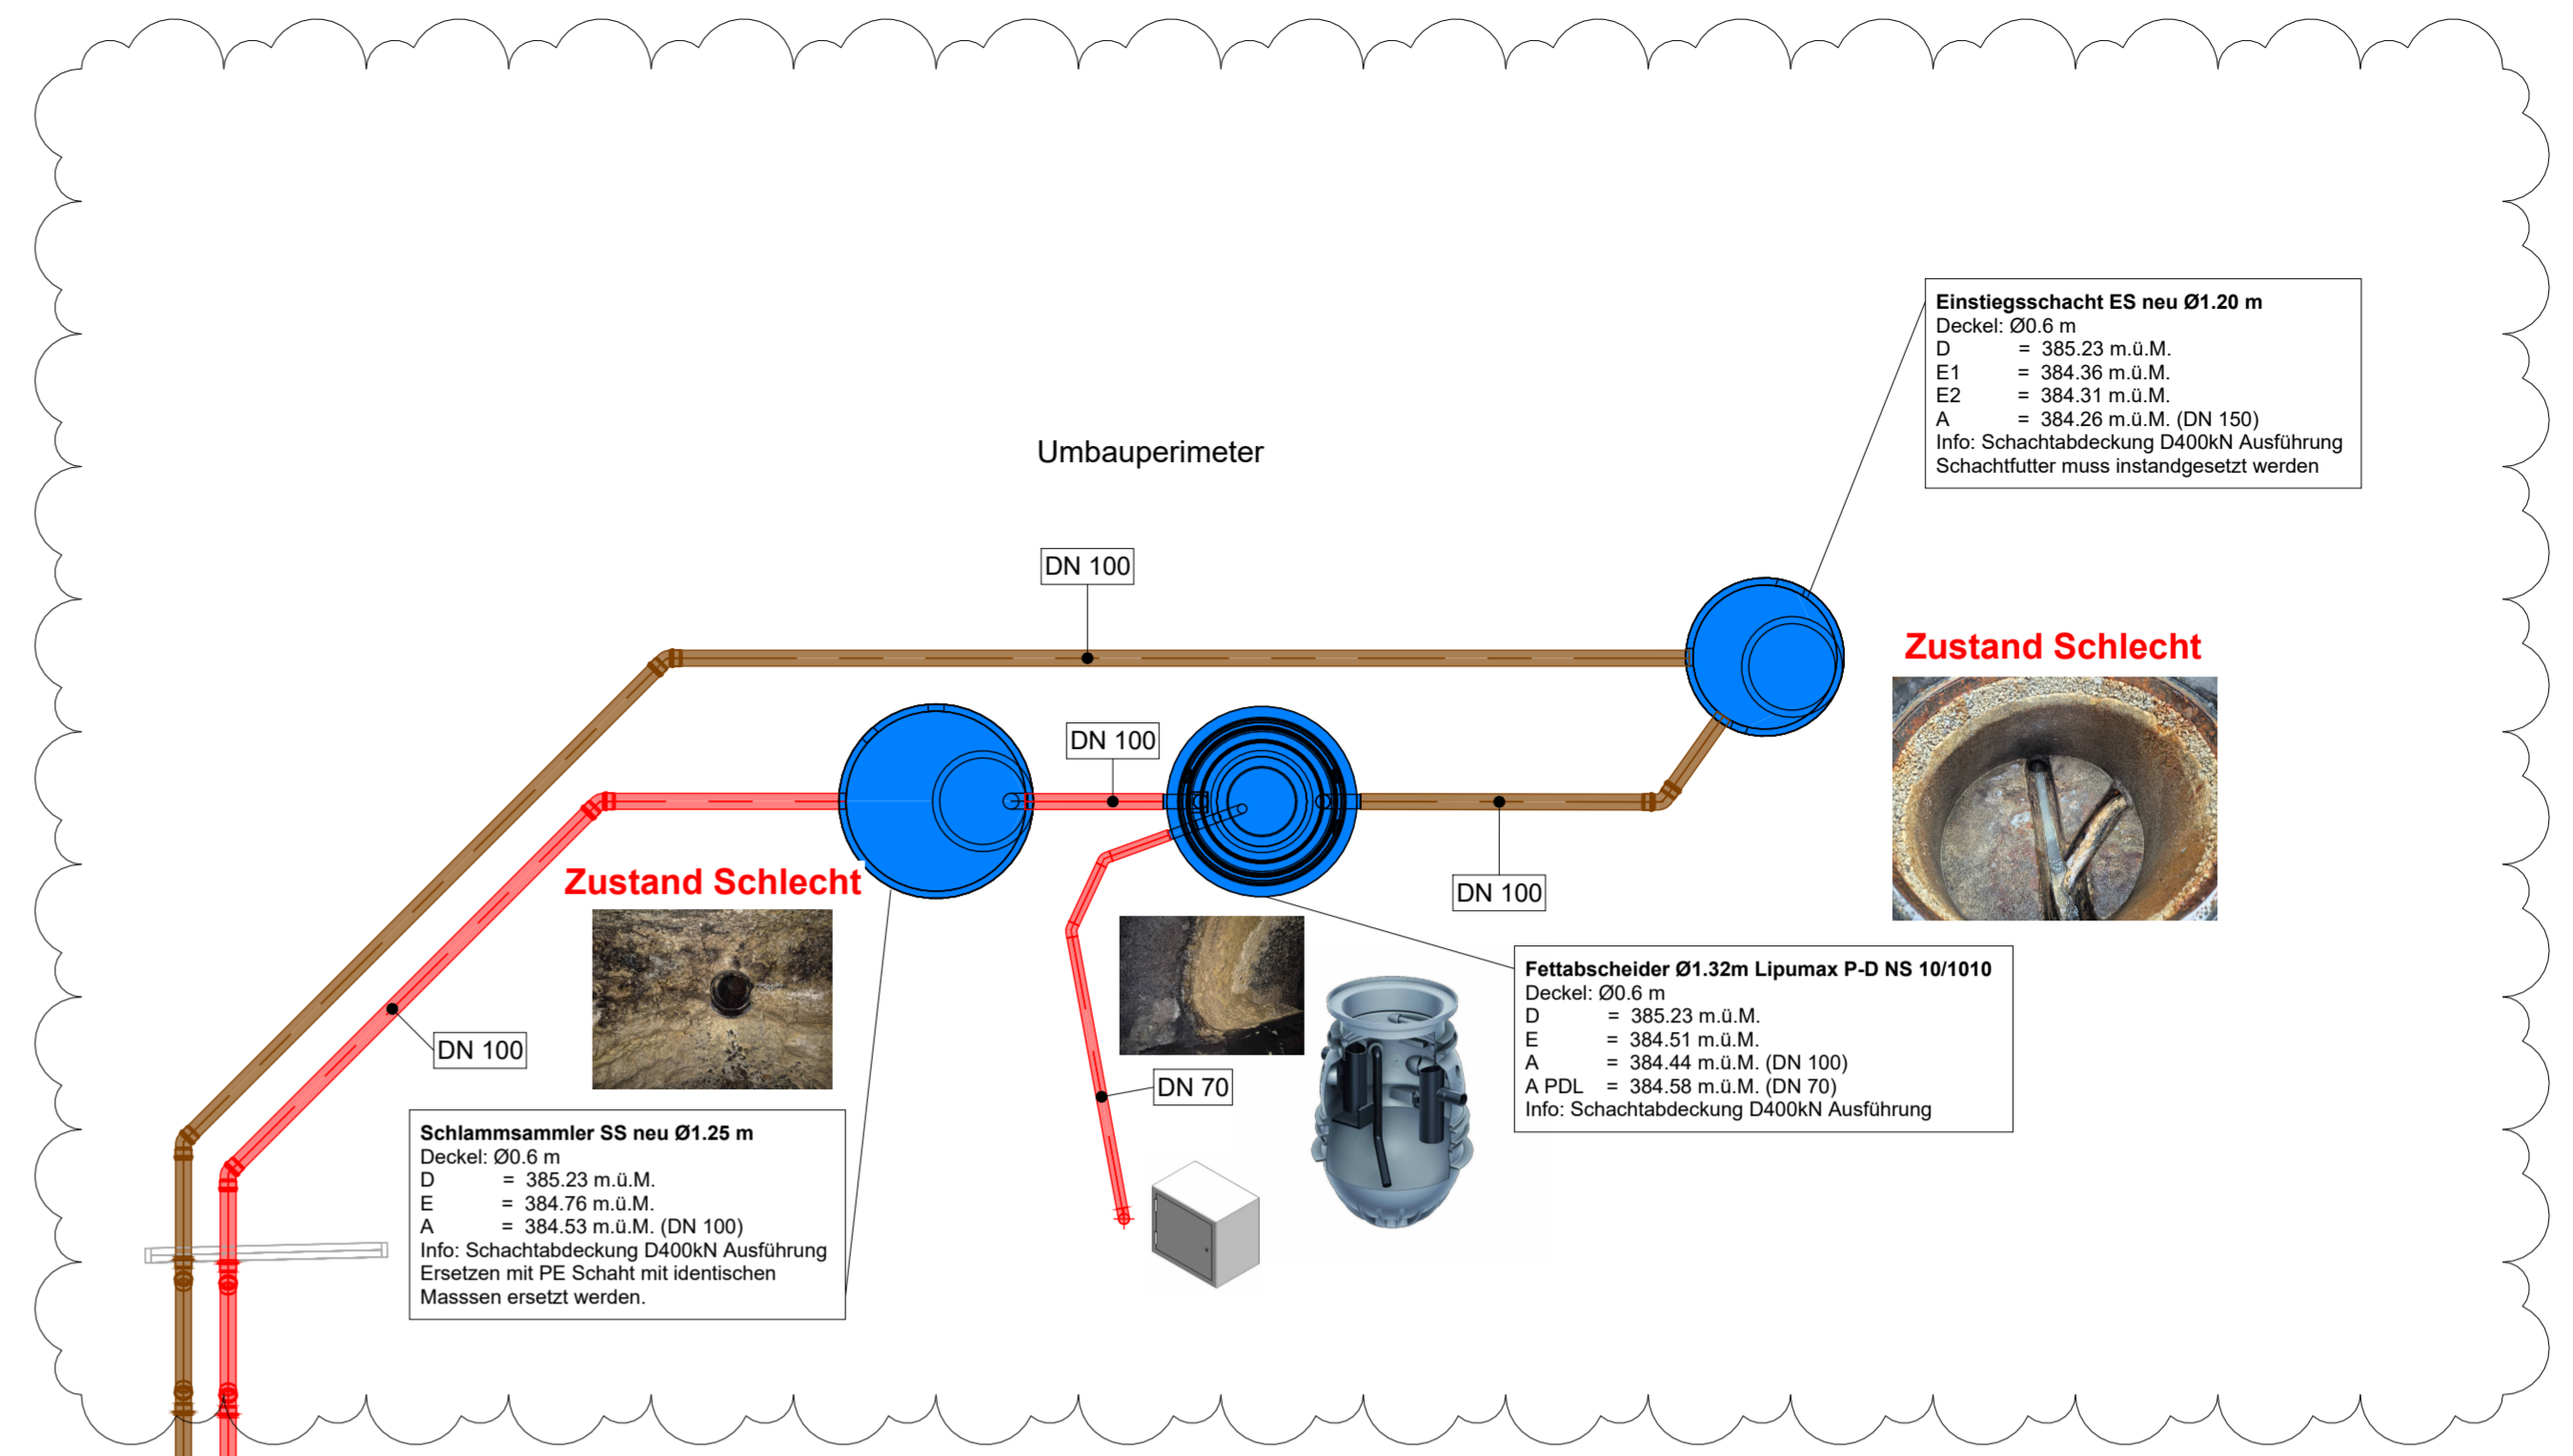 Einstiegsschacht ES neu Ø1.20 m
Deckel: Ø0.6 m
D = 385.23 m.ü.M.
E1 = 384.36 m.ü.M.
E2 = 384.31 m.ü.M.
A = 384.26 m.ü.M. (DN 150)
Info: Schachtabdeckung D400kN Ausführung
Schachtfutter muss instandgesetzt werden
Umbauperimeter
DN 100
Zustand Schlecht
DN 100
Zustand Schlecht
DN 100
Fettabscheider Ø1.32m Lipumax P-D NS 10/1010
Deckel: Ø0.6 m
D = 385.23 m.ü.M.
E = 384.51 m.ü.M.
A = 384.44 m.ü.M. (DN 100)
A PDL = 384.58 m.ü.M. (DN 70)
Info: Schachtabdeckung D400kN Ausführung
DN 100
DN 70
Schlammsammler SS neu Ø1.25 m
Deckel: Ø0.6 m
D = 385.23 m.ü.M.
E = 384.76 m.ü.M.
A = 384.53 m.ü.M. (DN 100)
Info: Schachtabdeckung D400kN Ausführung
Ersetzen mit PE Schaht mit identischen
Masssen ersetzt werden.